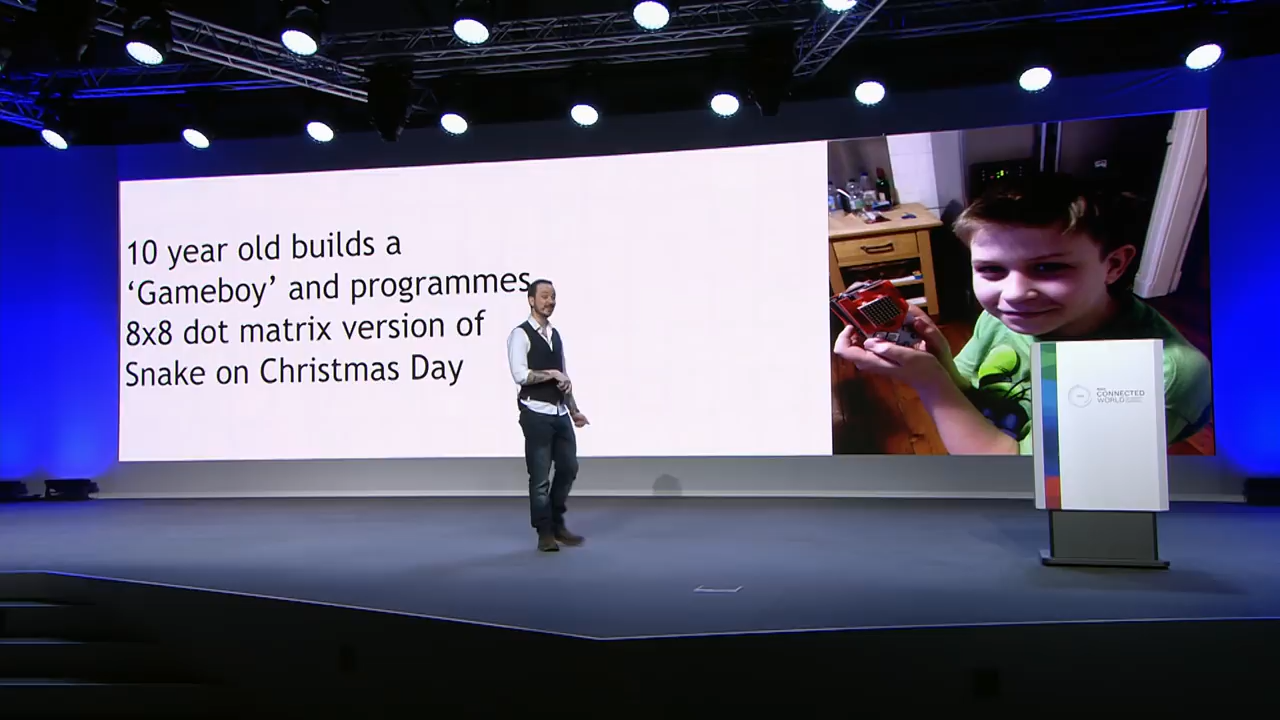 10 year old builds a
‘Gameboy’ and programmes
8x8 dot matrix version of
Snake on Christmas Day
CONNECTED
WORLD